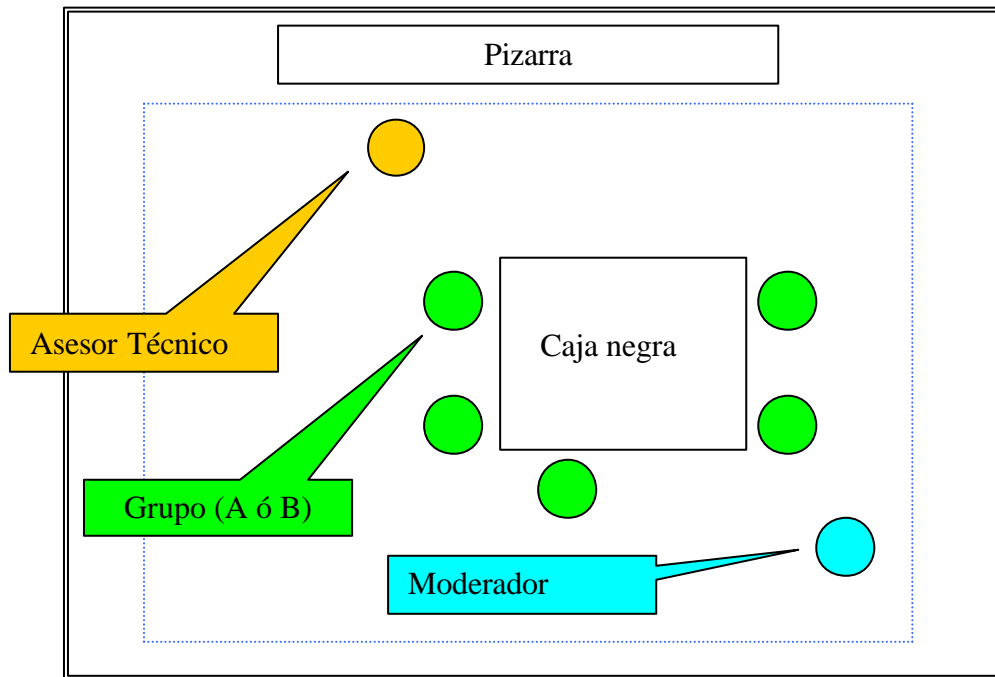 Pizarra
Asesor Técnico
Caja negra
Grupo (A ó B)
Moderador